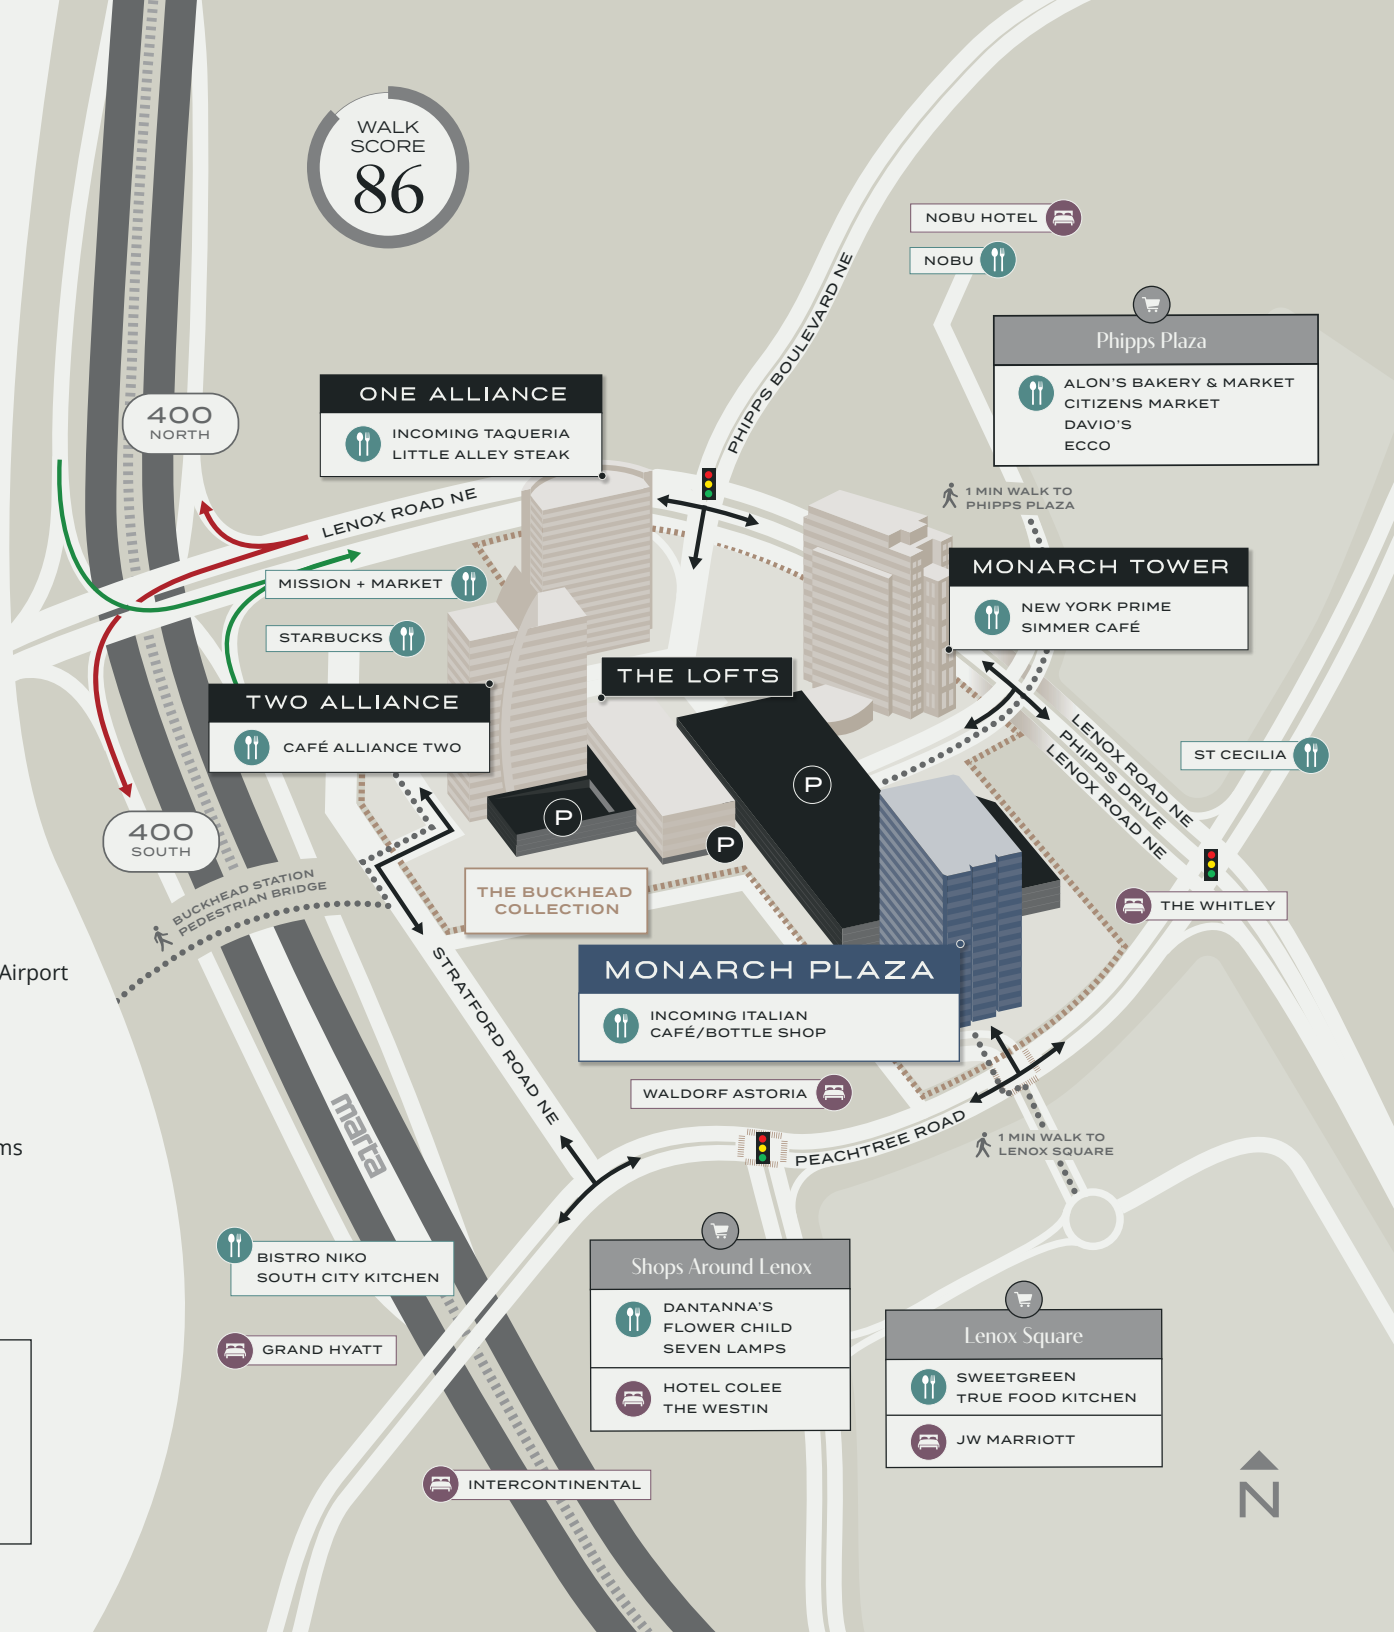 WALK
SCORE
86
NOBU HOTEL
NOBU
PHIPPS BOULEVARD NE
Phipps Plaza
ALON'S BAKERY & MARKET
CITIZENS MARKET
DAVIO'S
ECCO
400
NORTH
ONE ALLIANCE
INCOMING TAQUERIA
LITTLE ALLEY STEAK
LENOX ROAD NE
1 MIN WALK TO
PHIPPS PLAZA
MISSION + MARKET
STARBUCKS
MONARCH TOWER
NEW YORK PRIME
SIMMER CAFÉ
THE LOFTS
TWO ALLIANCE
CAFÉ ALLIANCE TWO
LENOX ROAD NE
PHIPPS DRIVE
LENOX ROAD NE
ST CECILIA
P
P
P
400
SOUTH
BUCKHEAD STATION
PEDESTRIAN BRIDGE
THE BUCKHEAD
COLLECTION
THE WHITLEY
Airport
MONARCH PLAZA
INCOMING ITALIAN
CAFÉ/BOTTLE SHOP
STRATFORD ROAD NE
WALDORF ASTORIA
marta
PEACHTREE ROAD
1 MIN WALK TO
LENOX SQUARE
ms
BISTRO NIKO
SOUTH CITY KITCHEN
GRAND HYATT
Shops Around Lenox
DANTANNA'S
FLOWER CHILD
SEVEN LAMPS
HOTEL COLEE
THE WESTIN
Lenox Square
SWEETGREEN
TRUE FOOD KITCHEN
JW MARRIOTT
INTERCONTINENTAL
N